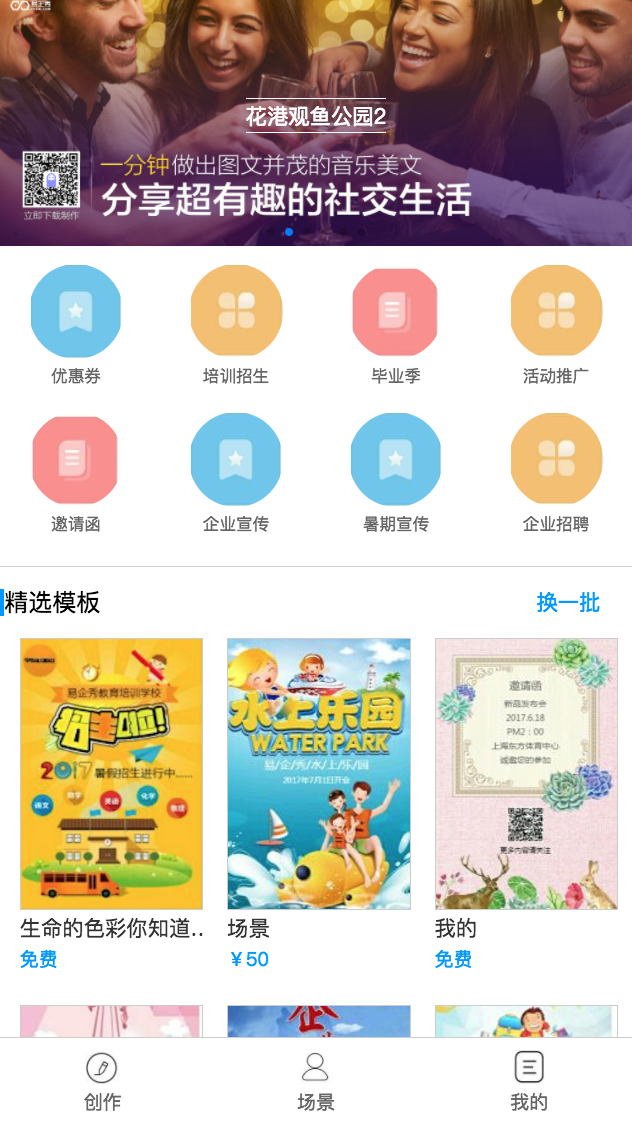 易企秀
花港观鱼公园2
一分钟做出图文并茂的音乐美文
分享超有趣的社交生活
立即下载制作
优惠券
培训招生
毕业季
活动推广
邀请函
企业宣传
暑期宣传
企业招聘
精选模板
换一批
易企秀教育培训学校
招生啦!
2017暑假招生进行中......
语文
数学
英语
化学
物理
水上乐园
WATER PARK
易/企/秀/水/上/乐/园
2017年7月1日开业
邀请函
新品发布会
2017.6.18
PM2:00
上海东方体育中心
诚邀您的参加
更多内容请关注
生命的色彩你知道..
免费
场景
￥50
我的
免费
企
创作
场景
我的